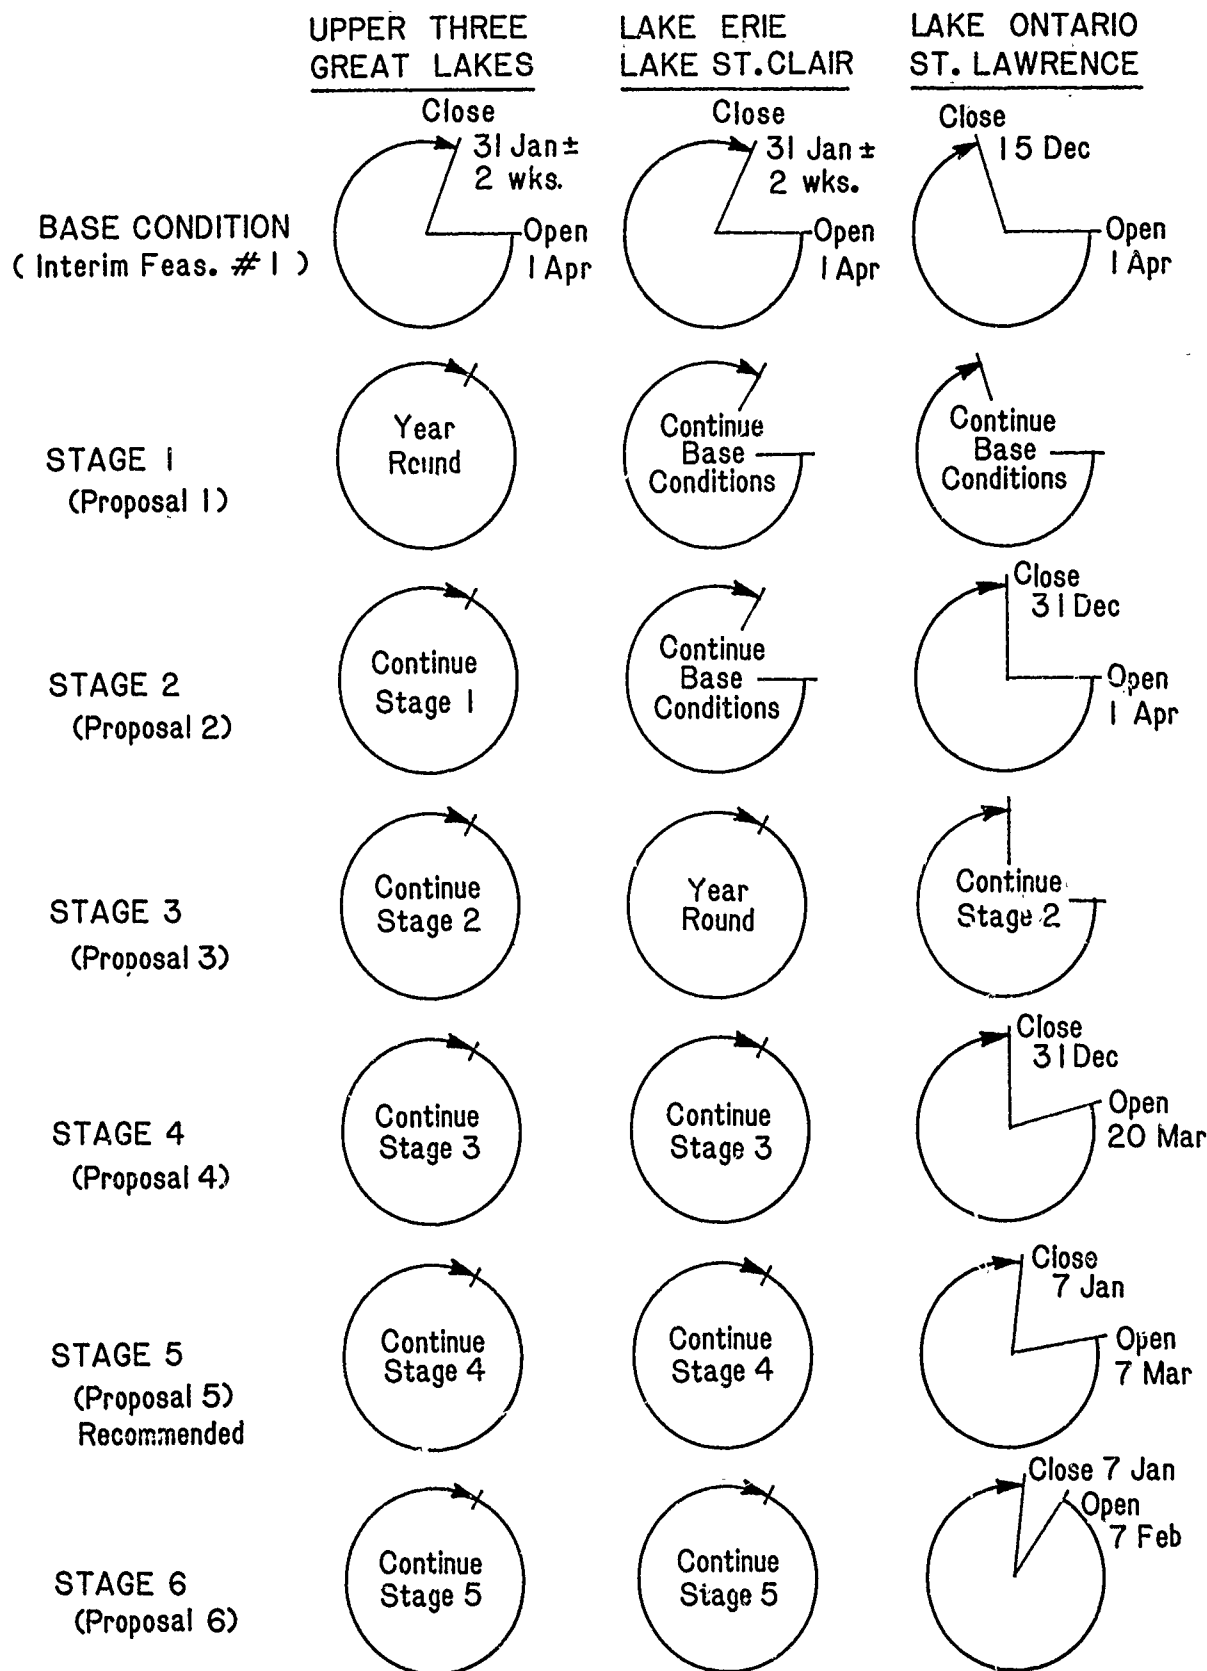 UPPER THREE
GREAT LAKES
LAKE ERIE
LAKE ST. CLAIR
LAKE ONTARIO
ST. LAWRENCE
BASE CONDITION
(Interim Feas. #1)
Close
31 Jan ±
2 wks.
Open
1 Apr
Close
31 Jan ±
2 wks.
Open
1 Apr
Close
15 Dec
Open
1 Apr
STAGE 1
(Proposal 1)
Year
Round
Continue
Base
Conditions
Continue
Base
Conditions
STAGE 2
(Proposal 2)
Continue
Stage 1
Continue
Base
Conditions
Close
31 Dec
Open
1 Apr
STAGE 3
(Proposal 3)
Continue
Stage 2
Year
Round
Continue
Stage 2
STAGE 4
(Proposal 4)
Continue
Stage 3
Continue
Stage 3
Close
31 Dec
Open
20 Mar
STAGE 5
(Proposal 5)
Recommended
Continue
Stage 4
Continue
Stage 4
Close
7 Jan
Open
7 Mar
STAGE 6
(Proposal 6)
Continue
Stage 5
Continue
Stage 5
Close 7 Jan
Open
7 Feb